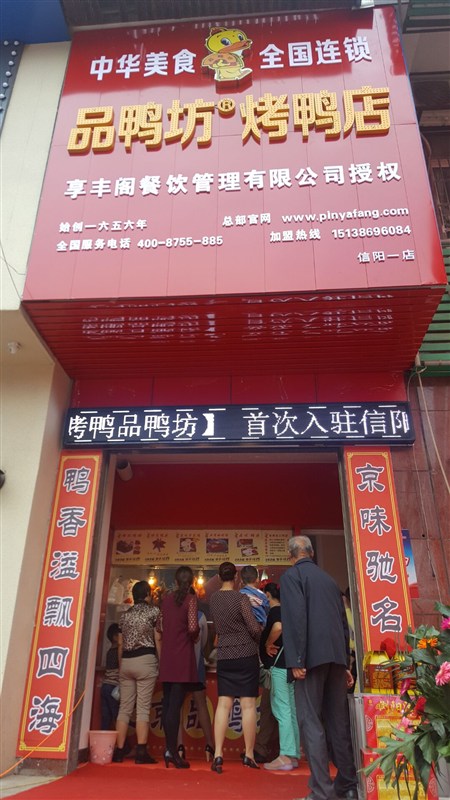 中华美食 全国连锁
品鸭坊® 烤鸭店
享丰阁餐饮管理有限公司授权
始创一六五六年 总部官网 www.pinyafang.com
全国服务电话 400-8755-885 加盟热线 15138696084
信阳一店
烤鸭品鸭坊】 首次入驻信阳
鸭香溢飘四海
京味驰名